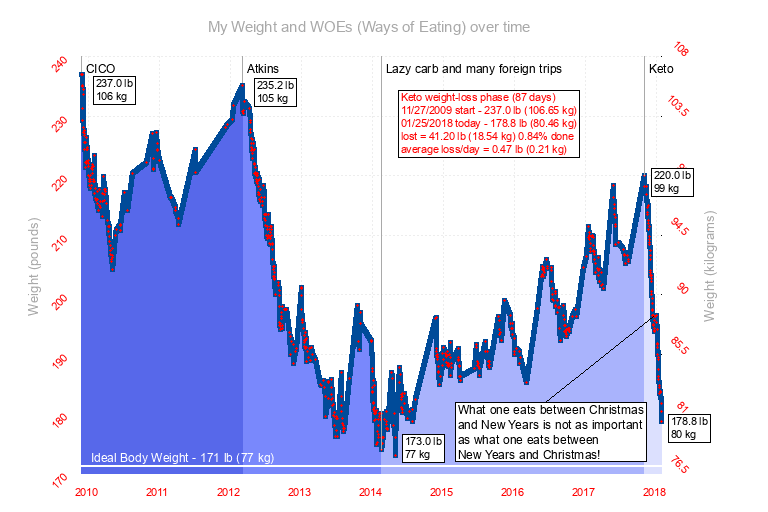 My Weight and WOEs (Ways of Eating) over time
CICO
Atkins
Lazy carb and many foreign trips
Keto
237.0 lb
106 kg
235.2 lb
105 kg
Keto weight-loss phase (87 days)
11/27/2009 start - 237.0 lb (106.65 kg)
01/25/2018 today - 178.8 lb (80.46 kg)
lost = 41.20 lb (18.54 kg) 0.84% done
average loss/day = 0.47 lb (0.21 kg)
220.0 lb
99 kg
What one eats between Christmas
and New Years is not as important
as what one eats between
New Years and Christmas!
173.0 lb
77 kg
178.8 lb
80 kg
Ideal Body Weight - 171 lb (77 kg)
Weight (pounds)
240
230
220
210
200
190
180
170
Weight (kilograms)
108
103.5
94.5
90
85.5
81
76.5
2010
2011
2012
2013
2014
2015
2016
2017
2018